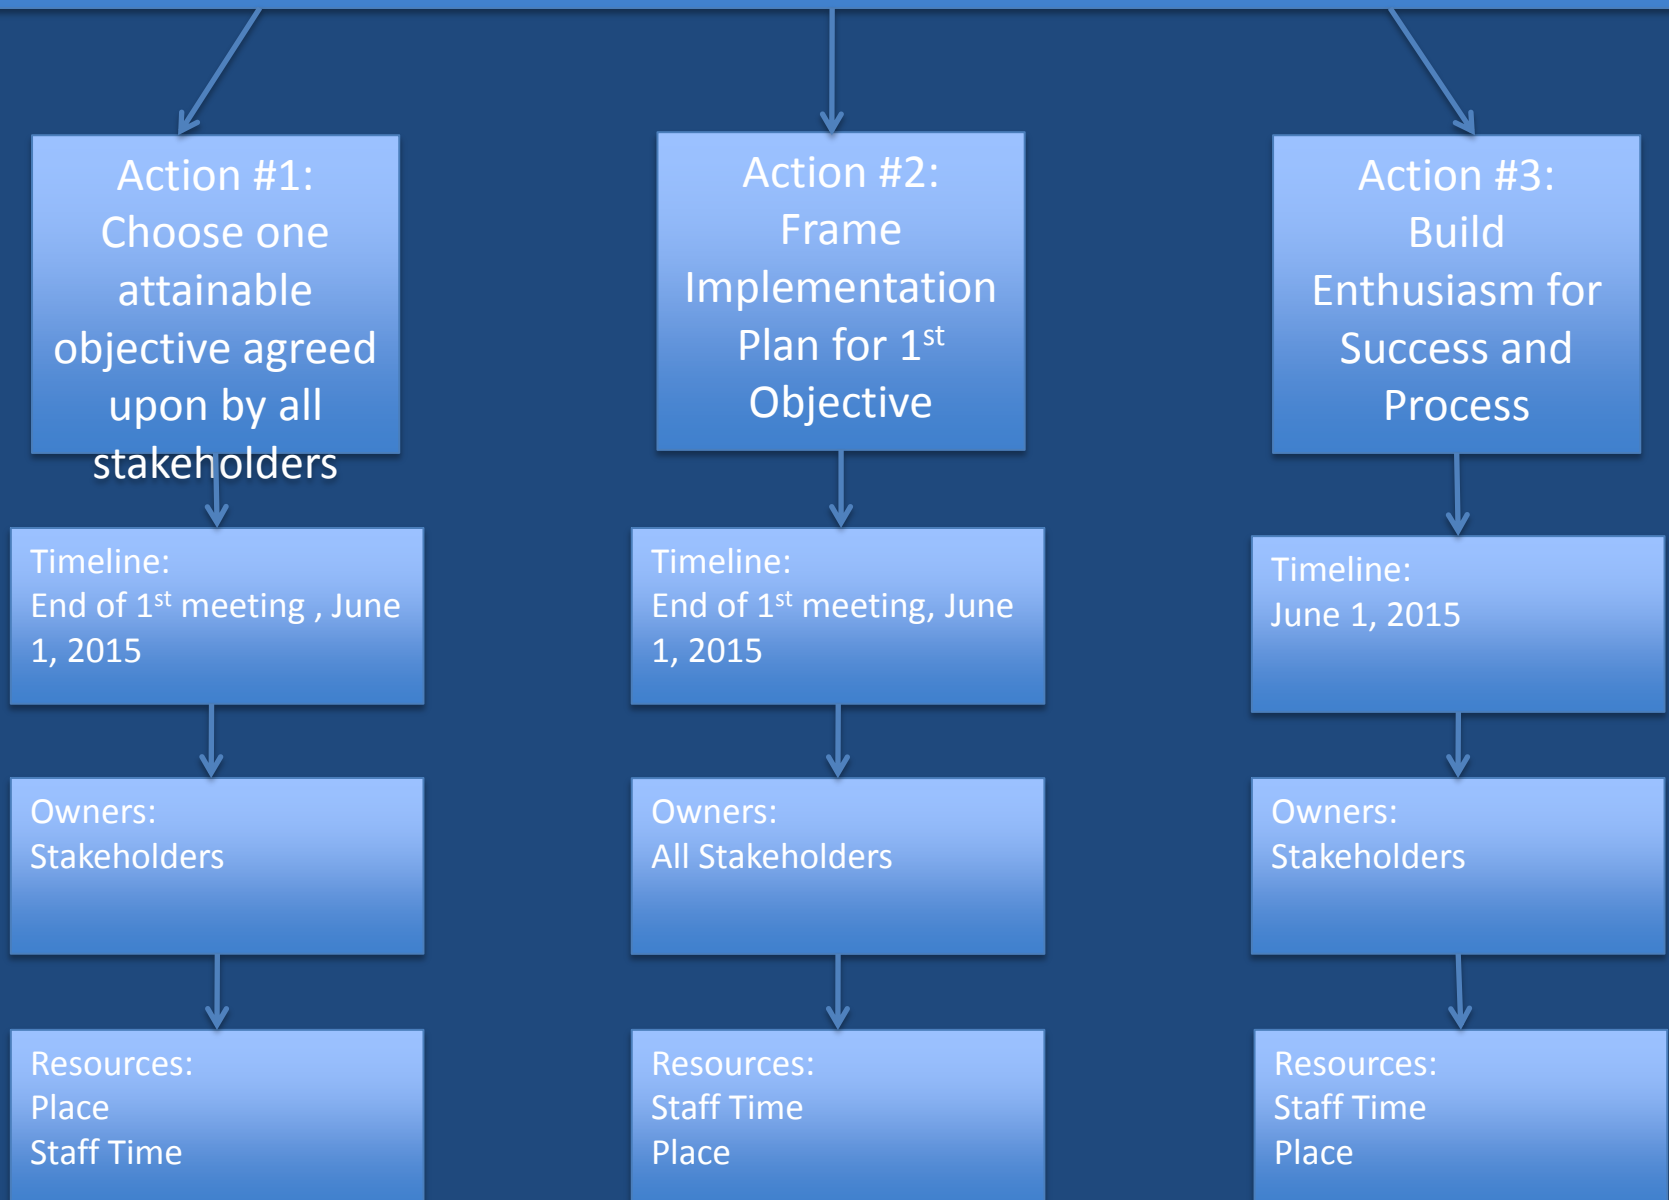 Action #1:
Choose one
attainable
objective agreed
upon by all
stakeholders
Timeline:
End of 1st meeting , June
1, 2015
Owners:
Stakeholders
Resources:
Place
Staff Time
Action #2:
Frame
Implementation
Plan for 1st
Objective
Timeline:
End of 1st meeting, June
1, 2015
Owners:
All Stakeholders
Resources:
Staff Time
Place
Action #3:
Build
Enthusiasm for
Success and
Process
Timeline:
June 1, 2015
Owners:
Stakeholders
Resources:
Staff Time
Place